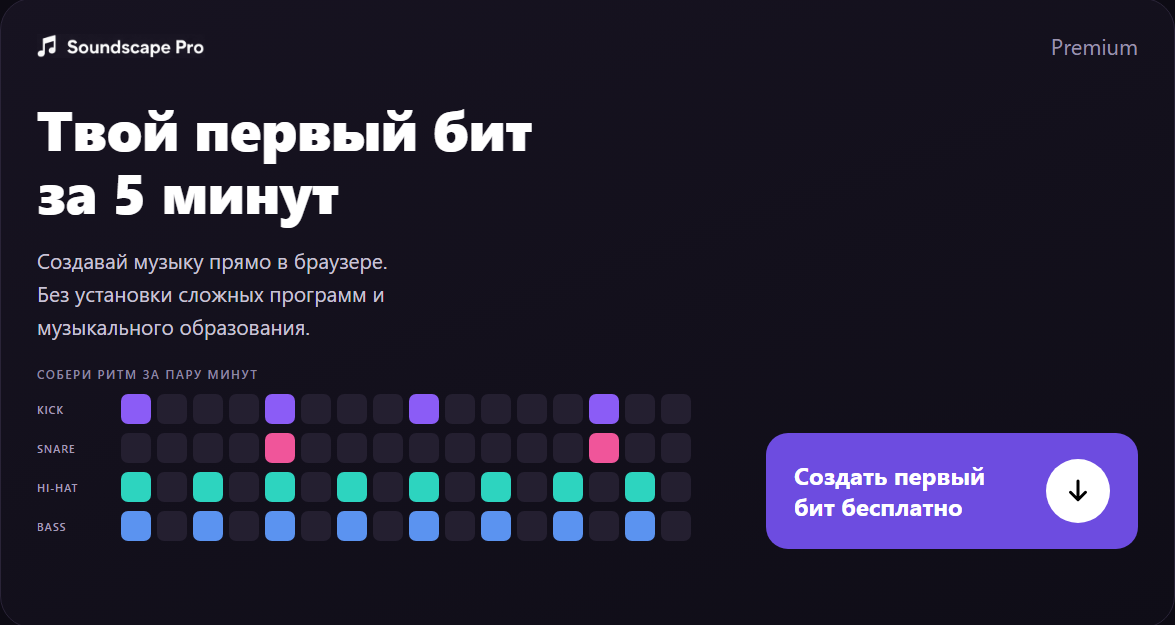 Soundscape Pro
Premium
Твой первый бит
за 5 минут
Создавай музыку прямо в браузере.
Без установки сложных программ и
музыкального образования.
СОБЕРИ РИТМ ЗА ПАРУ МИНУТ
KICK
SNARE
HI-HAT
BASS
Создать первый
бит бесплатно